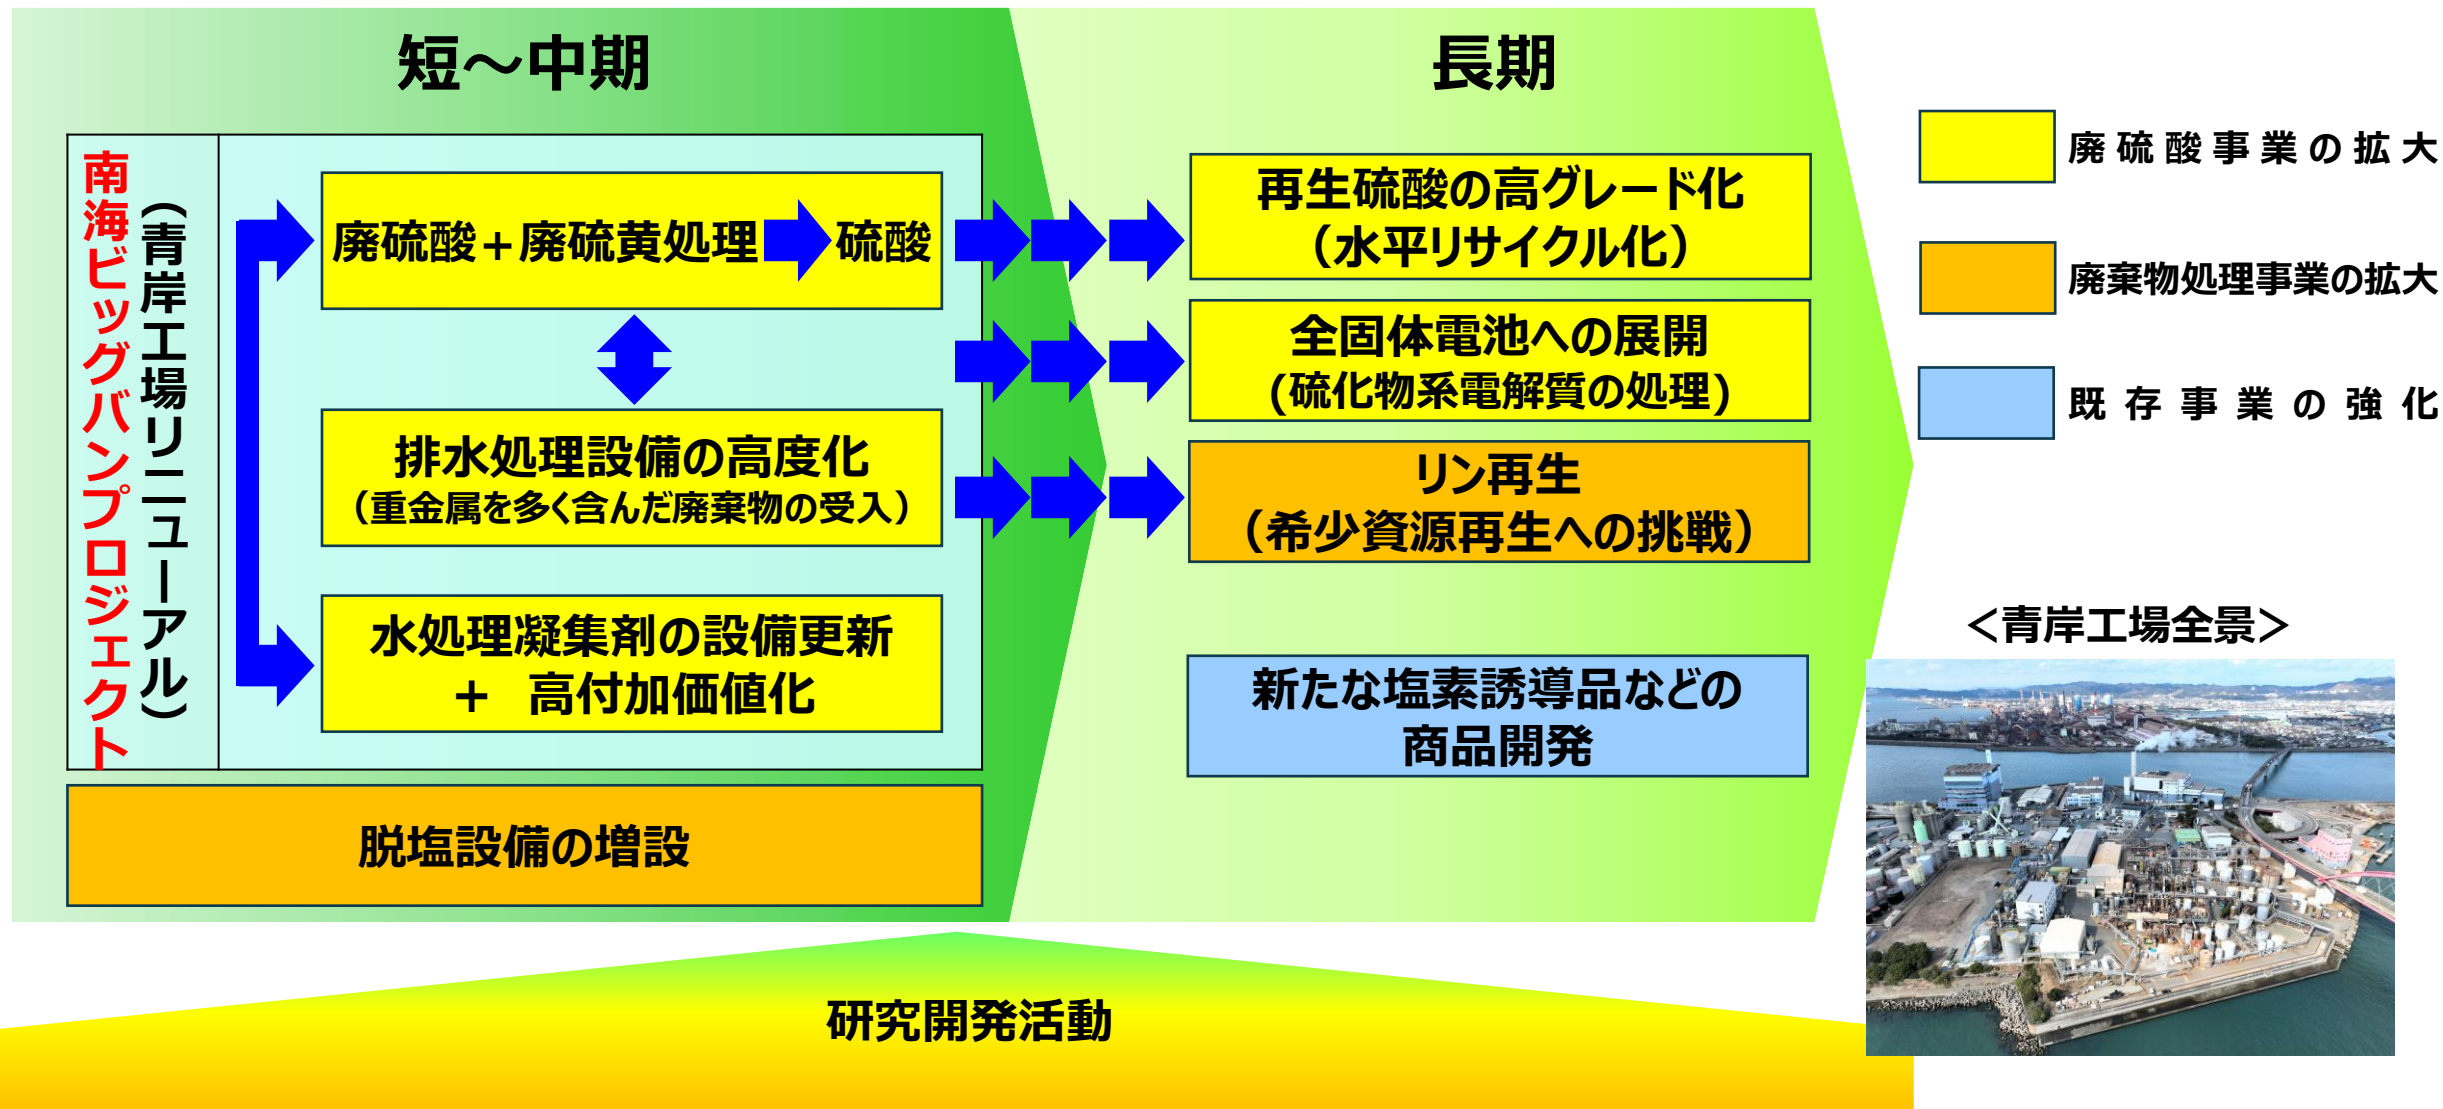 短～中期
長期
南海ビッグバンプロジェクト
（青岸工場リニューアル）
廃硫酸+廃硫黄処理 硫酸
排水処理設備の高度化
（重金属を多く含んだ廃棄物の受入）
水処理凝集剤の設備更新
+ 高付加価値化
脱塩設備の増設
再生硫酸の高グレード化
（水平リサイクル化）
全固体電池への展開
(硫化物系電解質の処理)
リン再生
（希少資源再生への挑戦）
新たな塩素誘導品などの
商品開発
廃硫酸事業の拡大
廃棄物処理事業の拡大
既存事業の強化
＜青岸工場全景＞
研究開発活動